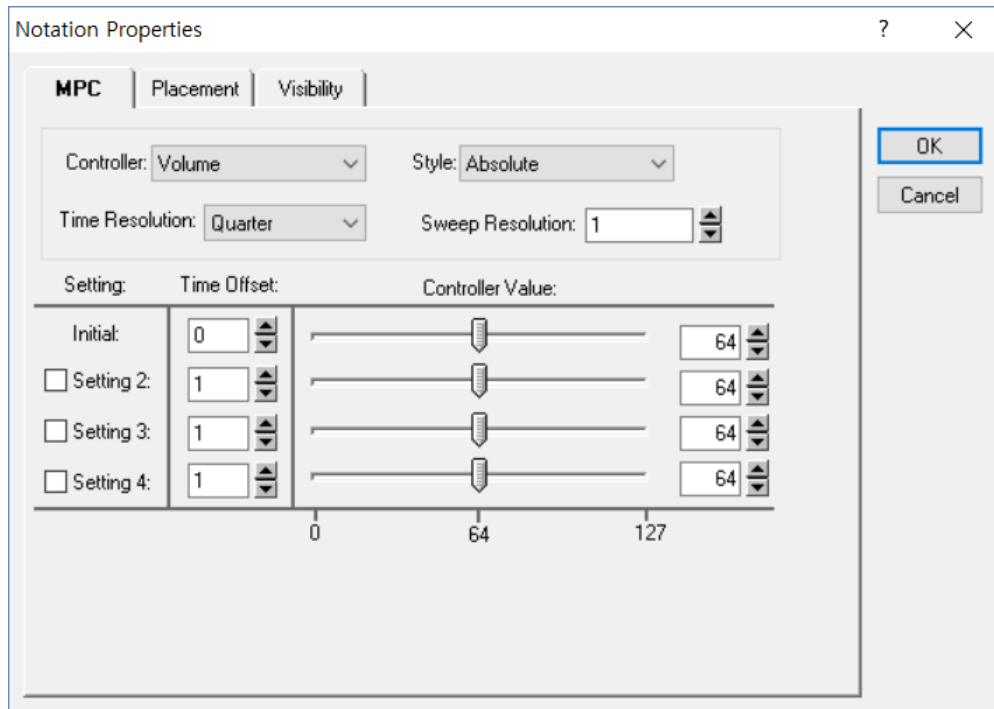 Notation Properties ? ×
MPC Placement Visibility
OK
Cancel
Controller: Volume Style: Absolute
Time Resolution: Quarter Sweep Resolution: 1
Setting: Time Offset: Controller Value:
Initial: 0 64
Setting 2: 1 64
Setting 3: 1 64
Setting 4: 1 64
0 64 127